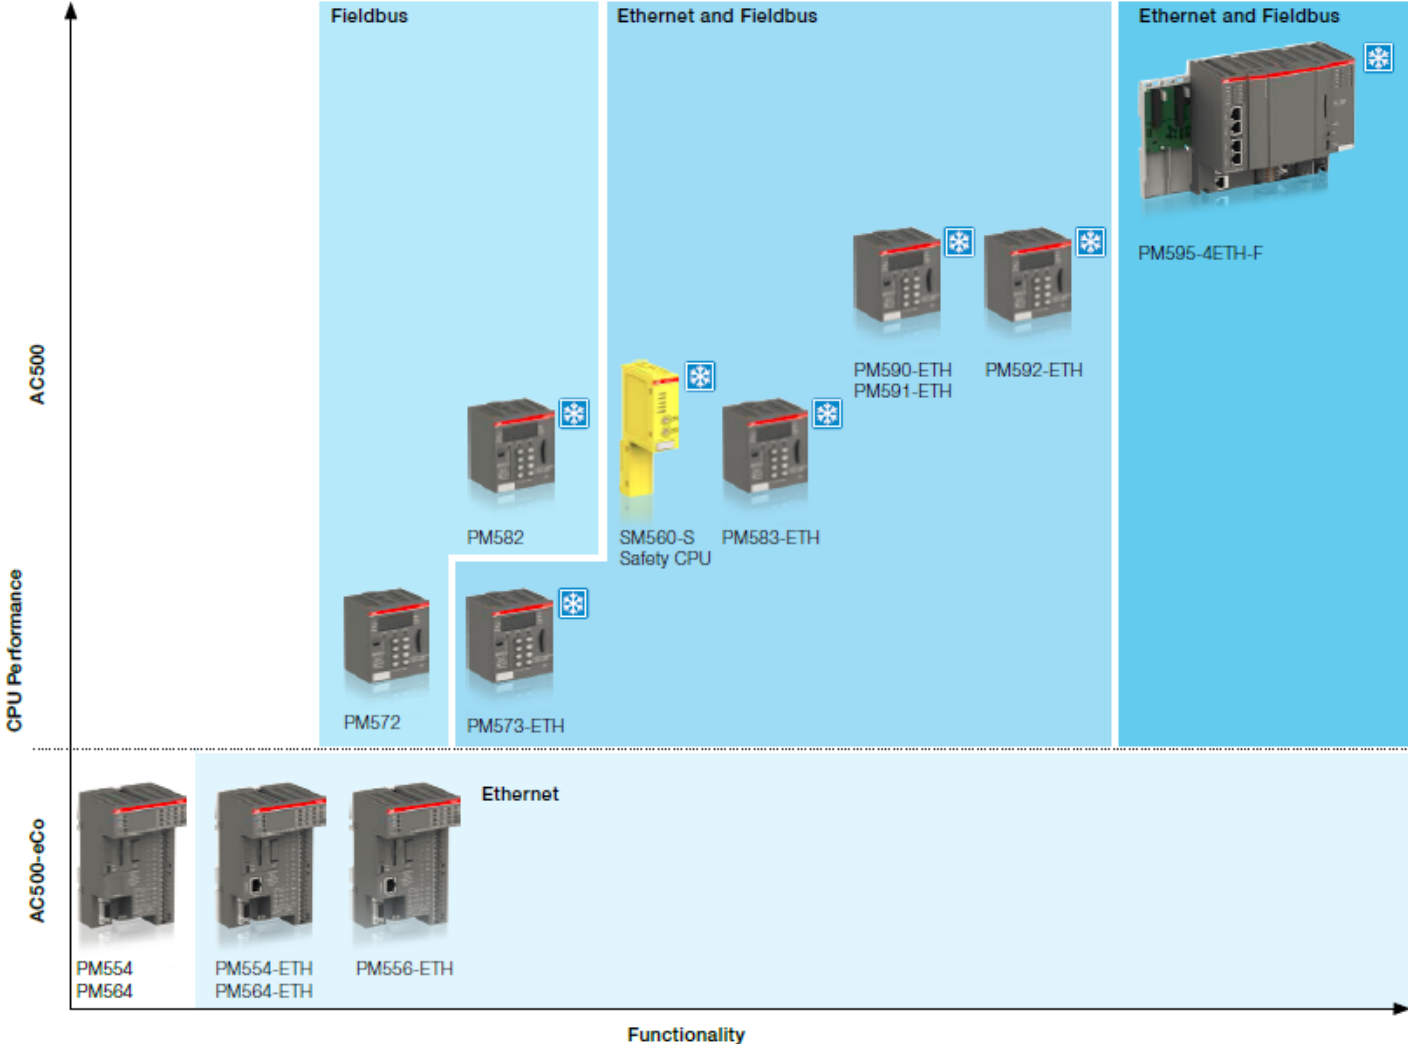 Fieldbus
Ethernet and Fieldbus
Ethernet and Fieldbus
PM595-4ETH-F
PM590-ETH
PM591-ETH
PM592-ETH
AC500
PM582
SM560-S
Safety CPU
PM583-ETH
CPU Performance
PM572
PM573-ETH
Ethernet
AC500-eCo
PM554
PM564
PM554-ETH
PM564-ETH
PM556-ETH
Functionality